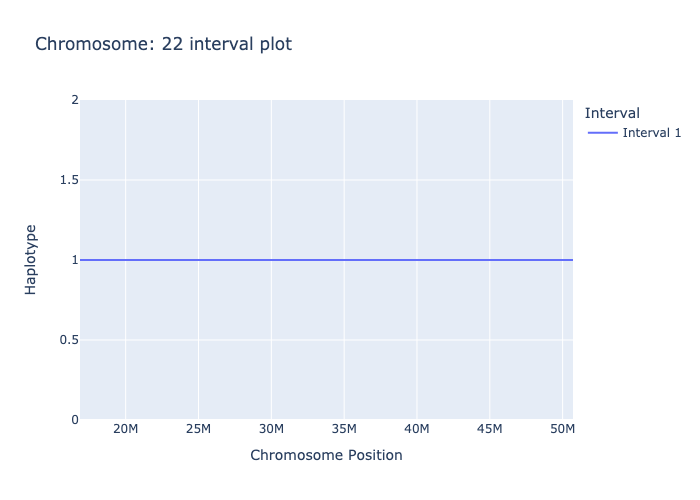 Chromosome: 22 interval plot
Interval
Interval 1
Haplotype
2
1.5
1
0.5
0
20M 25M 30M 35M 40M 45M 50M
Chromosome Position